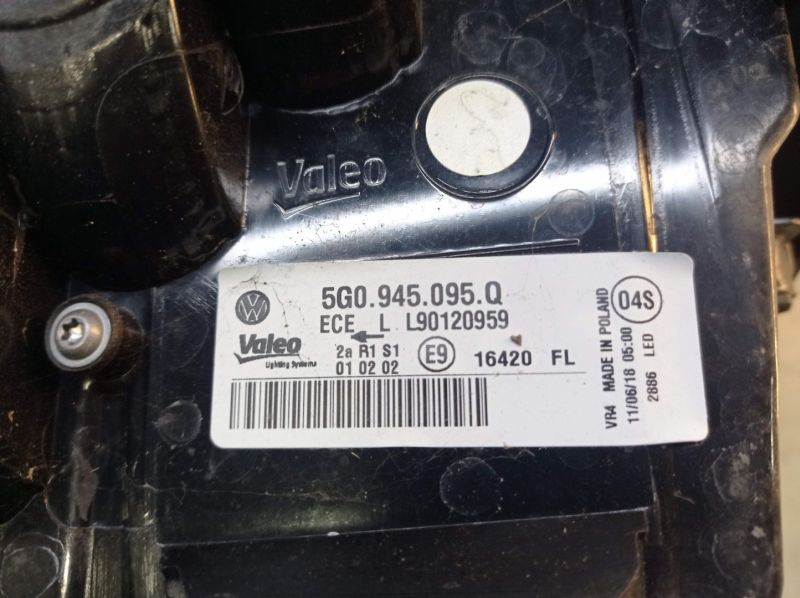 Valeo
5G0.945.095.Q
ECE L L90120959
Valeo
Lighting Systems
2a R1 S1
01 02 02
E9
16420 FL
VR4 MADE IN POLAND
11/06/18 05:00
2886 LED
04S
VW